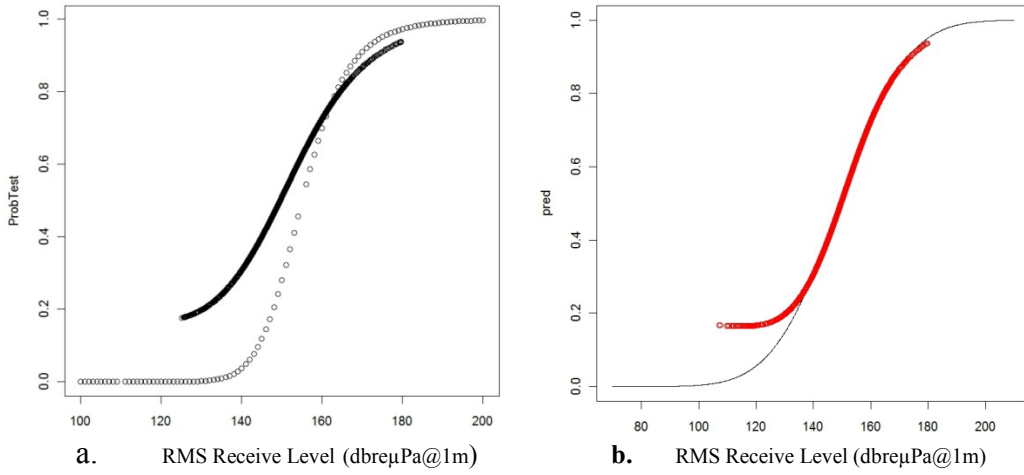 ProbTest
1.0
0.8
0.6
0.4
0.2
0.0
100 120 140 160 180 200
a. RMS Receive Level (dbreμPa@1m)
pred
1.0
0.8
0.6
0.4
0.2
0.0
80 100 120 140 160 180 200
b. RMS Receive Level (dbreμPa@1m)